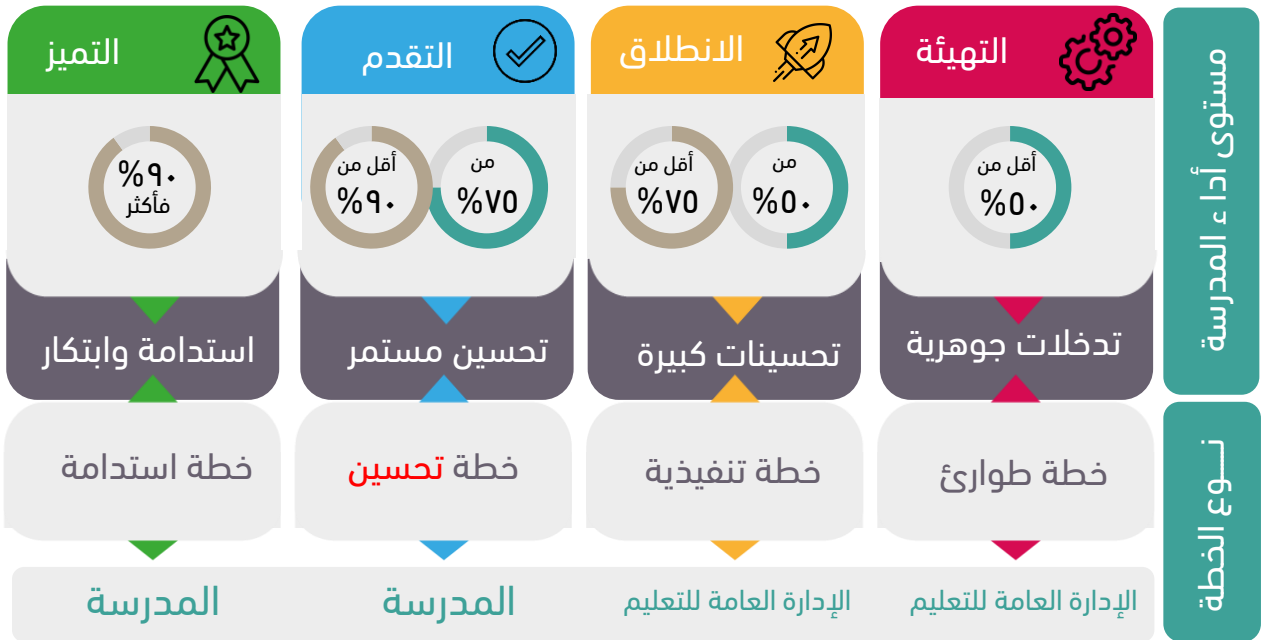 مستوى أداء المدرسة
التهيئة
الانطلاق
التقدم
التميز
أقل من
%٥٠
من
%٥٠
أقل من
%٧٥
من
%٧٥
أقل من
%٩٠
%٩٠
فأكثر
تدخلات جوهرية
تحسينات كبيرة
تحسين مستمر
استدامة وابتكار
نـــوع الخطة
خطة طوارئ
خطة تنفيذية
خطة تحسين
خطة استدامة
الإدارة العامة للتعليم
الإدارة العامة للتعليم
المدرسة
المدرسة